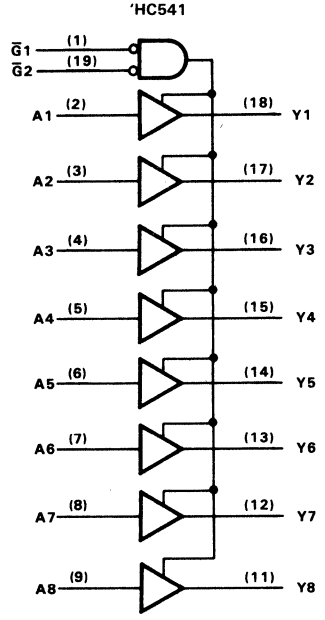 'HC541
G̅1 (1)
G̅2 (19)
A1 (2) (18) Y1
A2 (3) (17) Y2
A3 (4) (16) Y3
A4 (5) (15) Y4
A5 (6) (14) Y5
A6 (7) (13) Y6
A7 (8) (12) Y7
A8 (9) (11) Y8